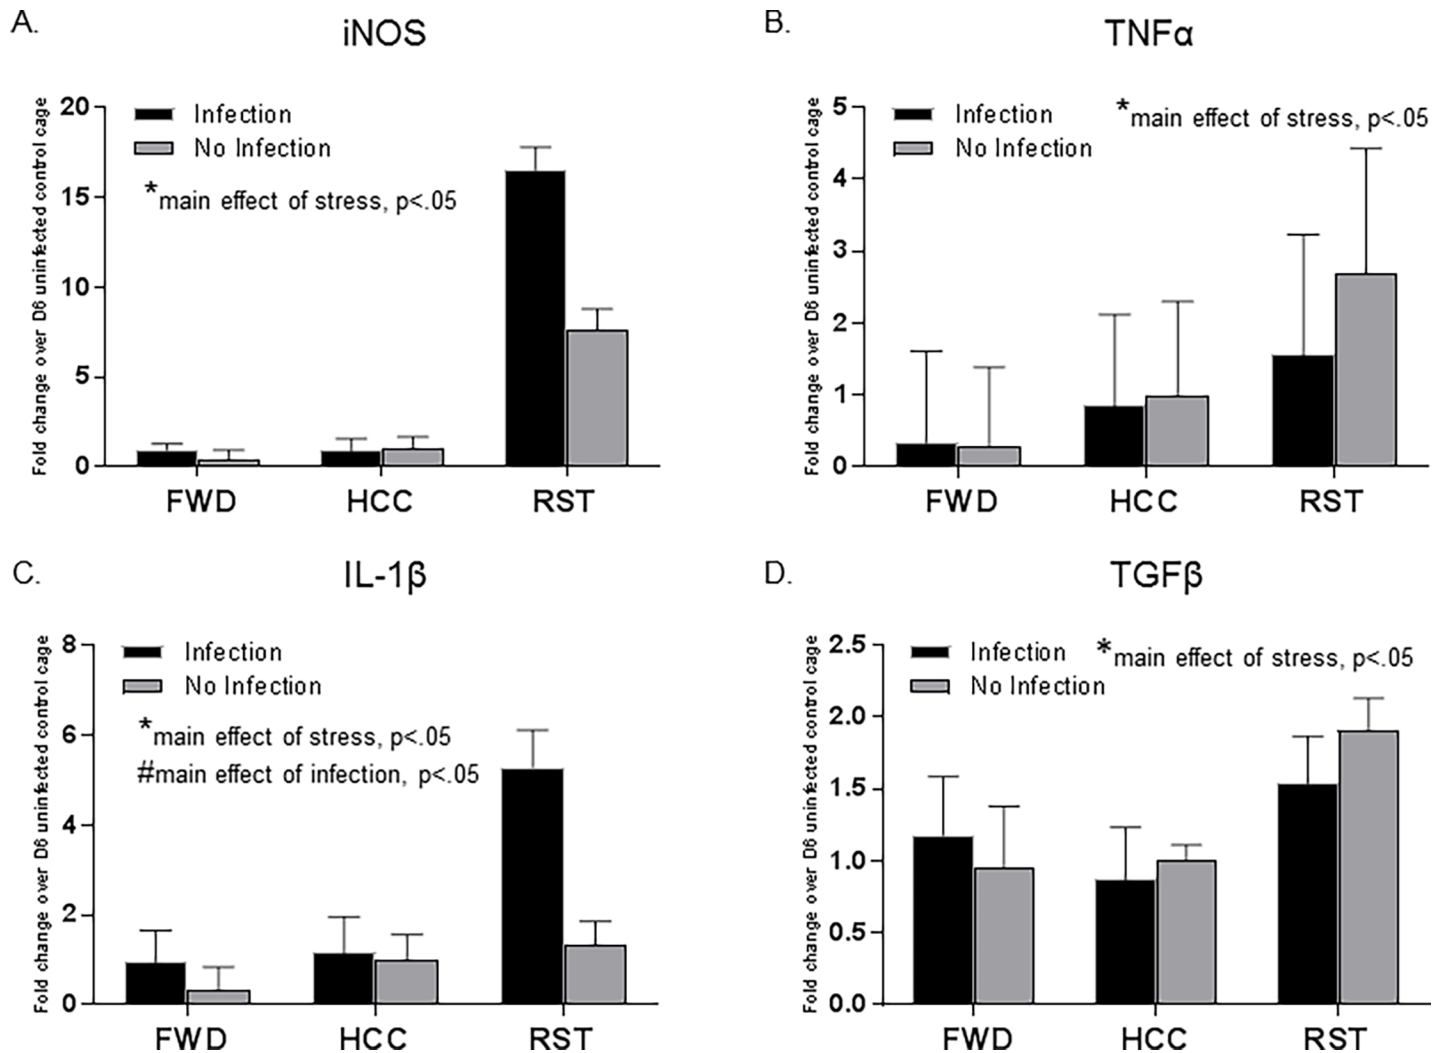 A.
iNOS
Fold change over D6 uninfected control cage
20
15
10
5
0
Infection
No Infection
*main effect of stress, p<.05
FWD
HCC
RST
B.
TNFα
Fold change over D6 uninfected control cage
5
4
3
2
1
0
Infection
No Infection
*main effect of stress, p<.05
FWD
HCC
RST
C.
IL-1β
Fold change over D6 uninfected control cage
8
6
4
2
0
Infection
No Infection
*main effect of stress, p<.05
#main effect of infection, p<.05
FWD
HCC
RST
D.
TGFβ
Fold change over D6 uninfected control cage
2.5
2.0
1.5
1.0
0.5
0.0
Infection
No Infection
*main effect of stress, p<.05
FWD
HCC
RST